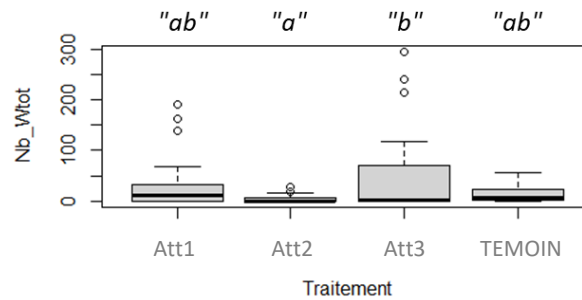 "ab" "a" "b" "ab"
Nb_Wtot
300
200
100
0
Att1 Att2 Att3 TEMOIN
Traitement